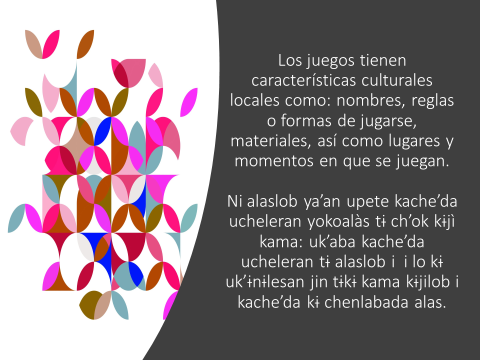 Los juegos tienen
características culturales
locales como: nombres, reglas
o formas de jugarse,
materiales, así como lugares y
momentos en que se juegan.
Ni alaslob ya’an upete kache’da
ucheleran yokoalàs tɨ ch’ok kɨjì
kama: uk’aba kache’da
ucheleran tɨ alaslob i i lo kɨ
uk’ɨnɨlesan jin tɨkɨ kama kɨjilob i
kache’da kɨ chenlabada alas.